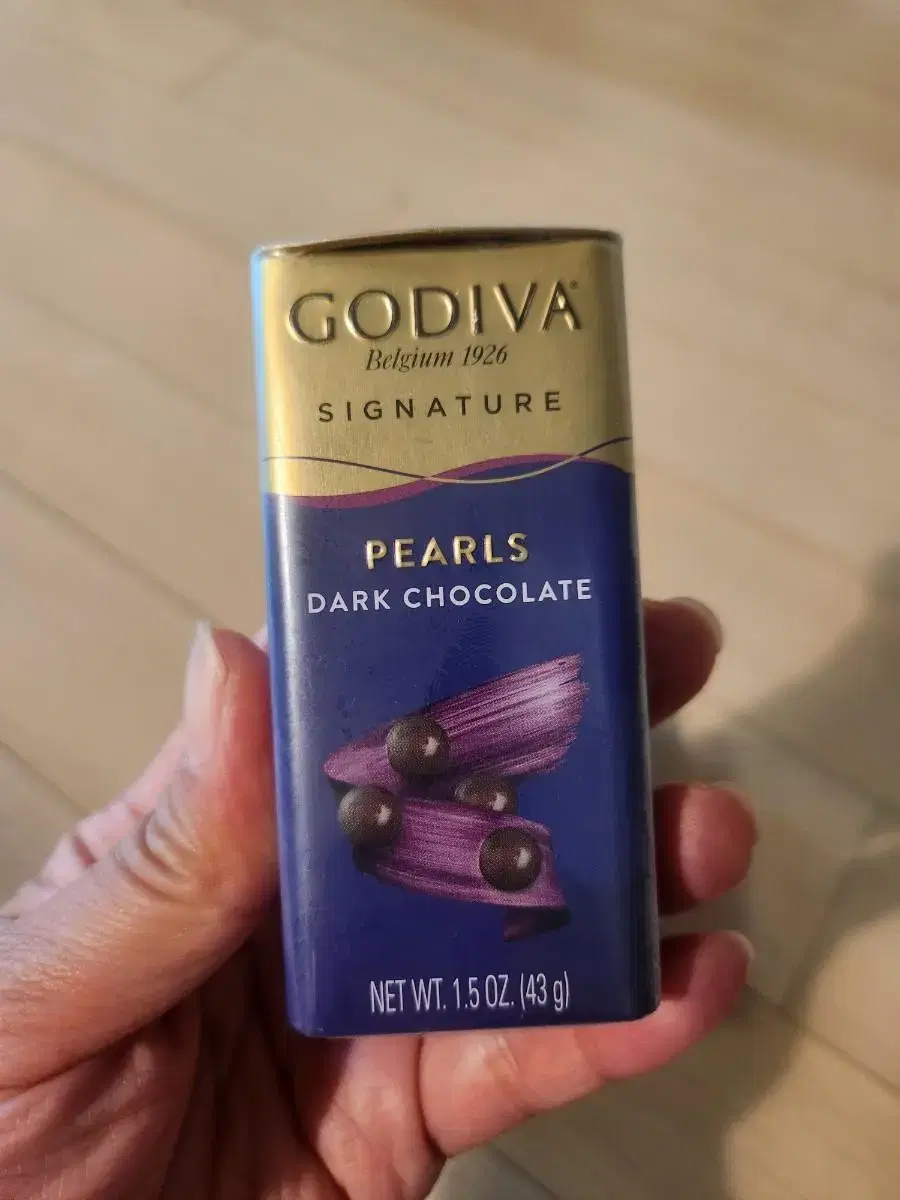 GODIVA®
Belgium 1926
SIGNATURE
PEARLS
DARK CHOCOLATE
NET WT. 1.5 OZ. (43 g)